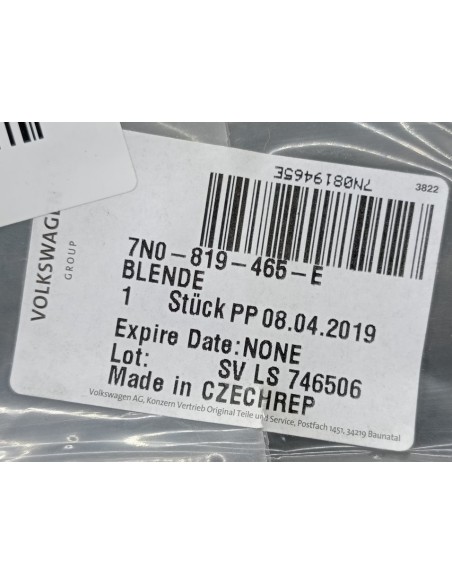 7N0819465E
3822
VOLKSWAGEN
GROUP
7N0-819-465-E
BLENDE
1 Stück PP 08.04.2019
Expire Date:NONE
Lot: SV LS 746506
Made in CZECHREP
Volkswagen AG, Konzern Vertrieb Original Teile und Service, Postfach 1451, 34219 Baunatal